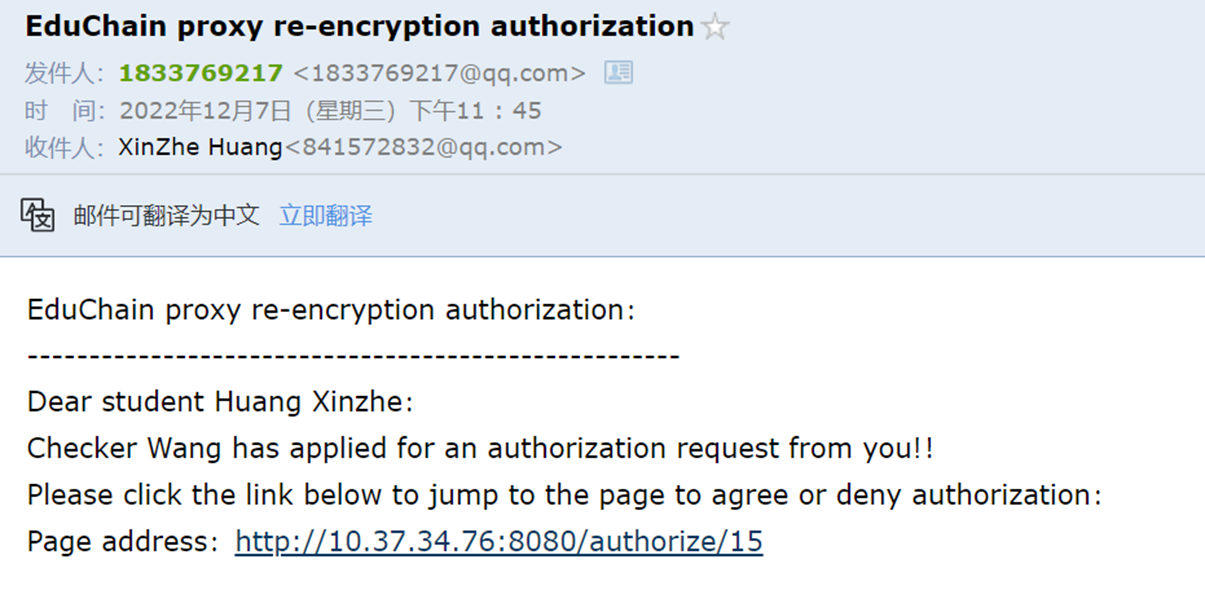 EduChain proxy re-encryption authorization
发件人：1833769217 <1833769217@qq.com>
时　间：2022年12月7日（星期三）下午11：45
收件人：XinZhe Huang<841572832@qq.com>
邮件可翻译为中文 立即翻译
EduChain proxy re-encryption authorization:
-----------------------------------------------------
Dear student Huang Xinzhe:
Checker Wang has applied for an authorization request from you!!
Please click the link below to jump to the page to agree or deny authorization:
Page address: http://10.37.34.76:8080/authorize/15